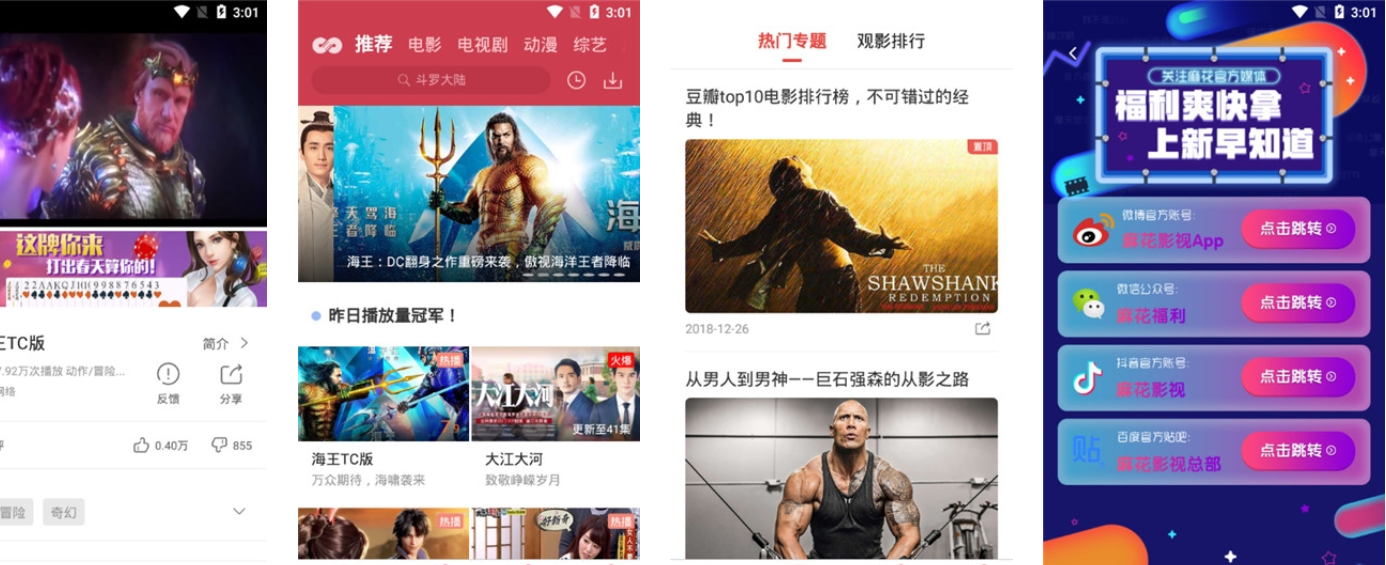 3:01
这牌你来
打出春天算你的!
22AAKQJ10998876543
王TC版
简介
7.92万次播放 动作/冒险...
网络
反馈
分享
评
0.40万
855
冒险
奇幻
3:01
推荐 电影 电视剧 动漫 综艺
斗罗大陆
天驾海
王者降临
海
海王：DC翻身之作重磅来袭，傲视海洋王者降临
昨日播放量冠军！
热播
火爆
大江大河
更新至41集
海王TC版
万众期待，海啸袭来
大江大河
致敬峥嵘岁月
热播
好新奇
热播
热门专题 观影排行
豆瓣top10电影排行榜，不可错过的经
典！
置顶
THE
SHAWSHANK
REDEMPTION
2018-12-26
从男人到男神——巨石强森的从影之路
3:01
关注麻花官方媒体
福利爽快拿
上新早知道
微博官方账号:
麻花影视App
点击跳转
微信公众号:
麻花福利
点击跳转
抖音官方账号:
麻花影视
点击跳转
贴
百度官方贴吧:
麻花影视总部
点击跳转